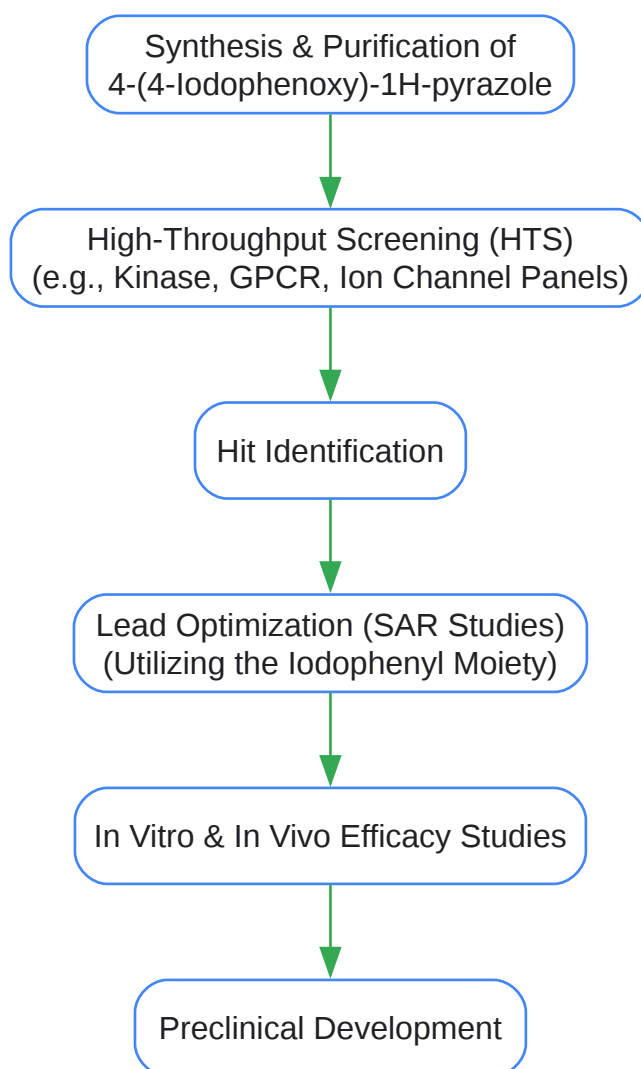 Synthesis & Purification of
4-(4-Iodophenoxy)-1H-pyrazole
High-Throughput Screening (HTS)
(e.g., Kinase, GPCR, Ion Channel Panels)
Hit Identification
Lead Optimization (SAR Studies)
(Utilizing the Iodophenyl Moiety)
In Vitro & In Vivo Efficacy Studies
Preclinical Development